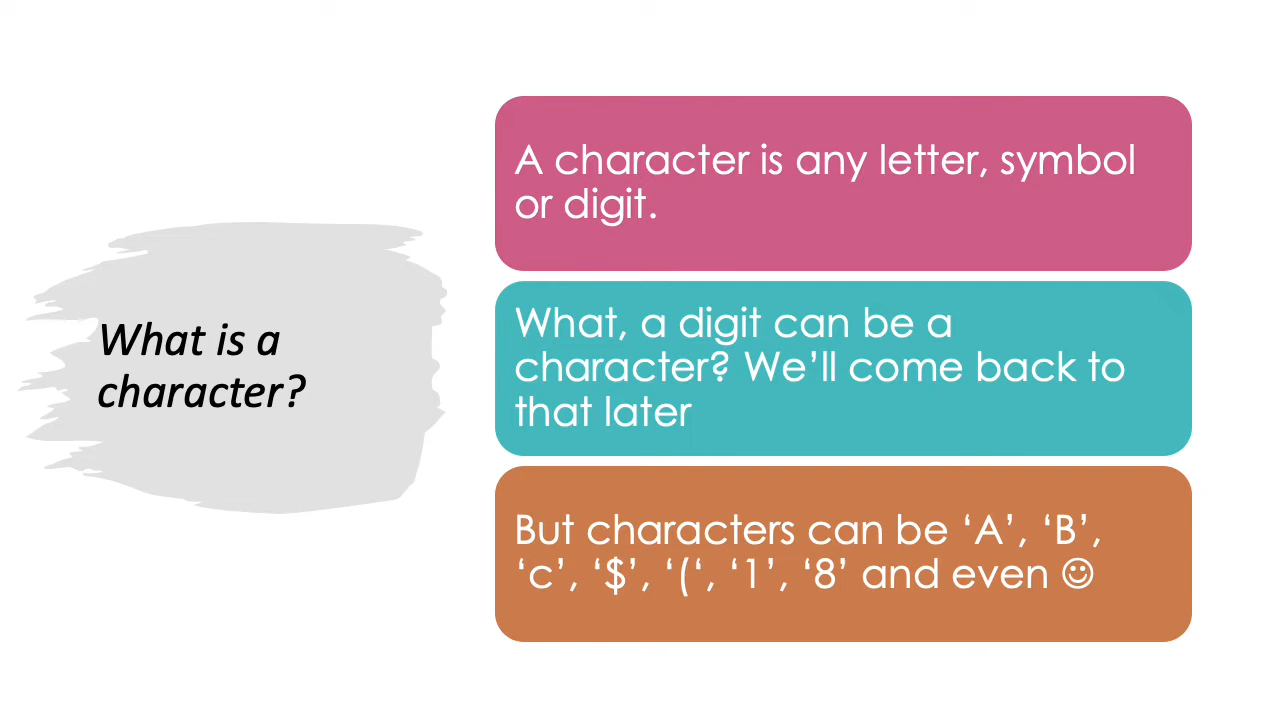 What is a
character?
A character is any letter, symbol
or digit.
What, a digit can be a
character? We’ll come back to
that later
But characters can be ‘A’, ‘B’,
‘c’, ‘$’, ‘(‘, ‘1’, ‘8’ and even ☺